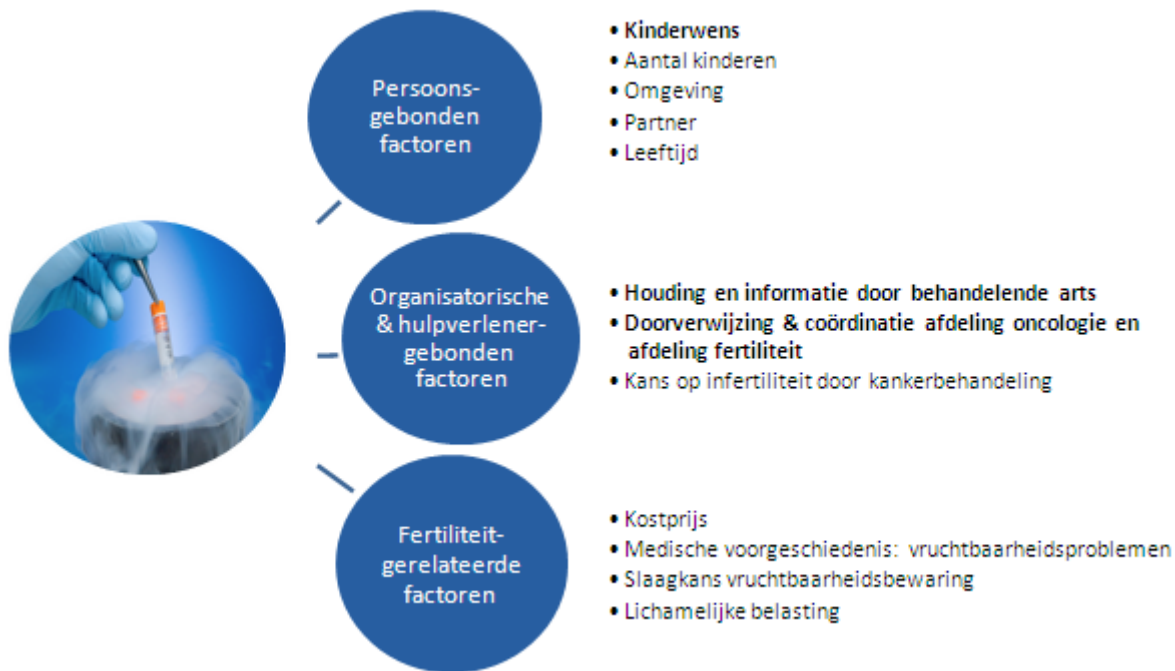 Persoons-
gebonden
factoren
• Kinderwens
• Aantal kinderen
• Omgeving
• Partner
• Leeftijd
Organisatorische
& hulpverlener-
gebonden
factoren
• Houding en informatie door behandelende arts
• Doorverwijzing & coördinatie afdeling oncologie en
afdeling fertiliteit
• Kans op infertiliteit door kankerbehandeling
Fertiliteit-
gerelateerde
factoren
• Kostprijs
• Medische voorgeschiedenis: vruchtbaarheidsproblemen
• Slaagkans vruchtbaarheidsbewaring
• Lichamelijke belasting